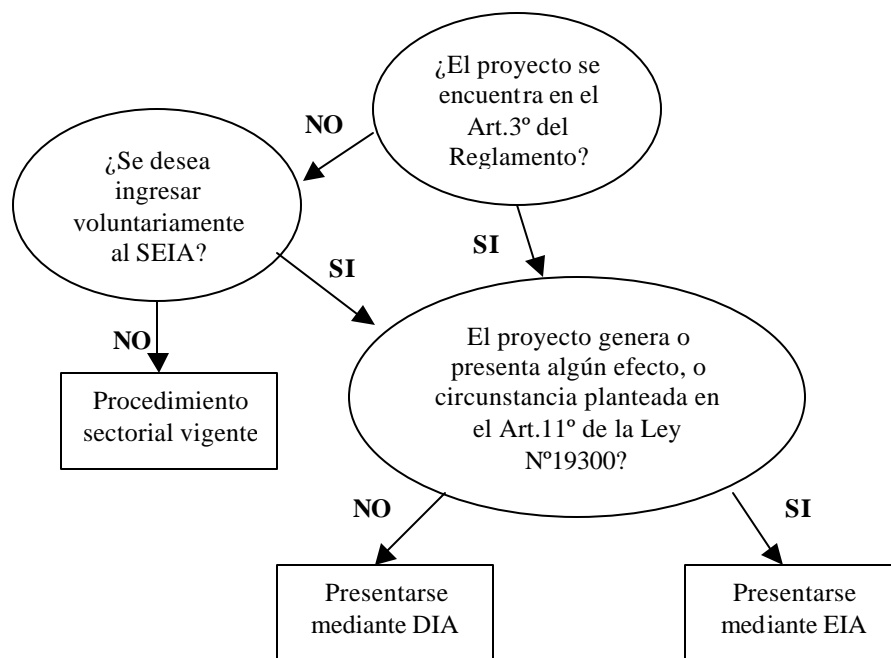 ¿El proyecto se
encuentra en el
Art.3º del
Reglamento?
NO
¿Se desea
ingresar
voluntariamente
al SEIA?
SI
SI
NO
El proyecto genera o
presenta algún efecto, o
circunstancia planteada en
el Art.11º de la Ley
Nº19300?
Procedimiento
sectorial vigente
NO
SI
Presentarse
mediante DIA
Presentarse
mediante EIA